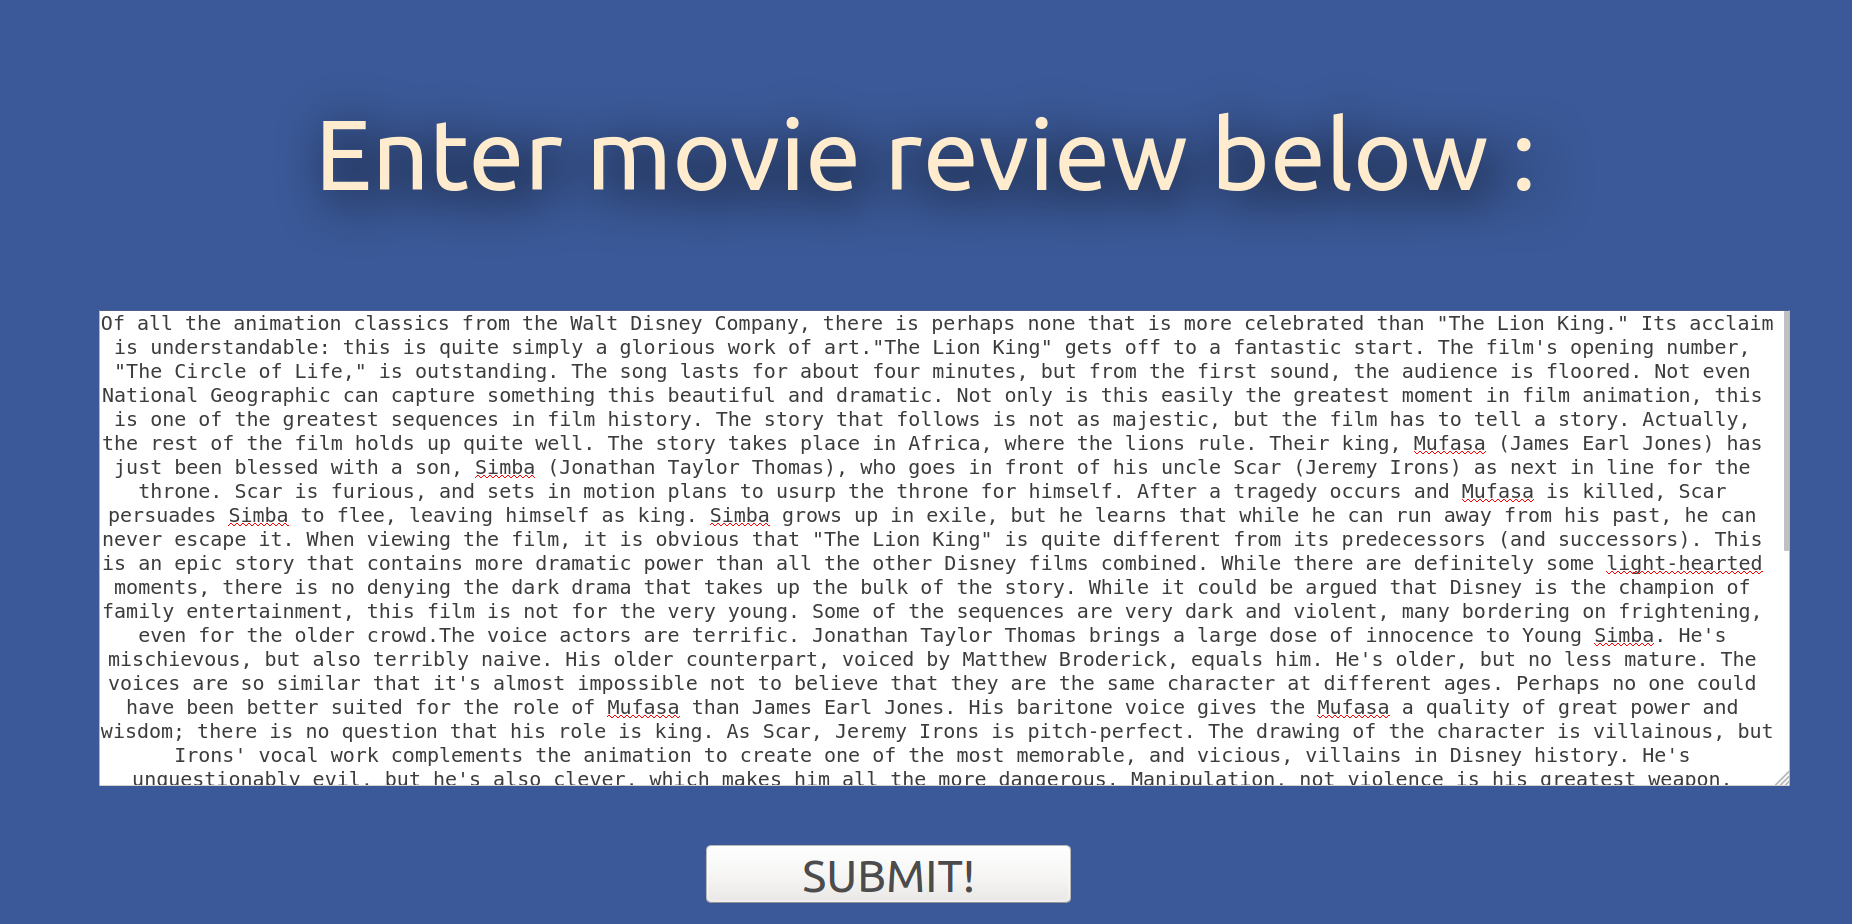 Enter movie review below :
Of all the animation classics from the Walt Disney Company, there is perhaps none that is more celebrated than "The Lion King." Its acclaim
is understandable: this is quite simply a glorious work of art."The Lion King" gets off to a fantastic start. The film's opening number,
"The Circle of Life," is outstanding. The song lasts for about four minutes, but from the first sound, the audience is floored. Not even
National Geographic can capture something this beautiful and dramatic. Not only is this easily the greatest moment in film animation, this
is one of the greatest sequences in film history. The story that follows is not as majestic, but the film has to tell a story. Actually,
the rest of the film holds up quite well. The story takes place in Africa, where the lions rule. Their king, Mufasa (James Earl Jones) has
just been blessed with a son, Simba (Jonathan Taylor Thomas), who goes in front of his uncle Scar (Jeremy Irons) as next in line for the
throne. Scar is furious, and sets in motion plans to usurp the throne for himself. After a tragedy occurs and Mufasa is killed, Scar
persuades Simba to flee, leaving himself as king. Simba grows up in exile, but he learns that while he can run away from his past, he can
never escape it. When viewing the film, it is obvious that "The Lion King" is quite different from its predecessors (and successors). This
is an epic story that contains more dramatic power than all the other Disney films combined. While there are definitely some light-hearted
moments, there is no denying the dark drama that takes up the bulk of the story. While it could be argued that Disney is the champion of
family entertainment, this film is not for the very young. Some of the sequences are very dark and violent, many bordering on frightening,
even for the older crowd.The voice actors are terrific. Jonathan Taylor Thomas brings a large dose of innocence to Young Simba. He's
mischievous, but also terribly naive. His older counterpart, voiced by Matthew Broderick, equals him. He's older, but no less mature. The
voices are so similar that it's almost impossible not to believe that they are the same character at different ages. Perhaps no one could
have been better suited for the role of Mufasa than James Earl Jones. His baritone voice gives the Mufasa a quality of great power and
wisdom; there is no question that his role is king. As Scar, Jeremy Irons is pitch-perfect. The drawing of the character is villainous, but
Irons' vocal work complements the animation to create one of the most memorable, and vicious, villains in Disney history. He's
unquestionably evil, but he's also clever, which makes him all the more dangerous. Manipulation, not violence is his greatest weapon.
SUBMIT!